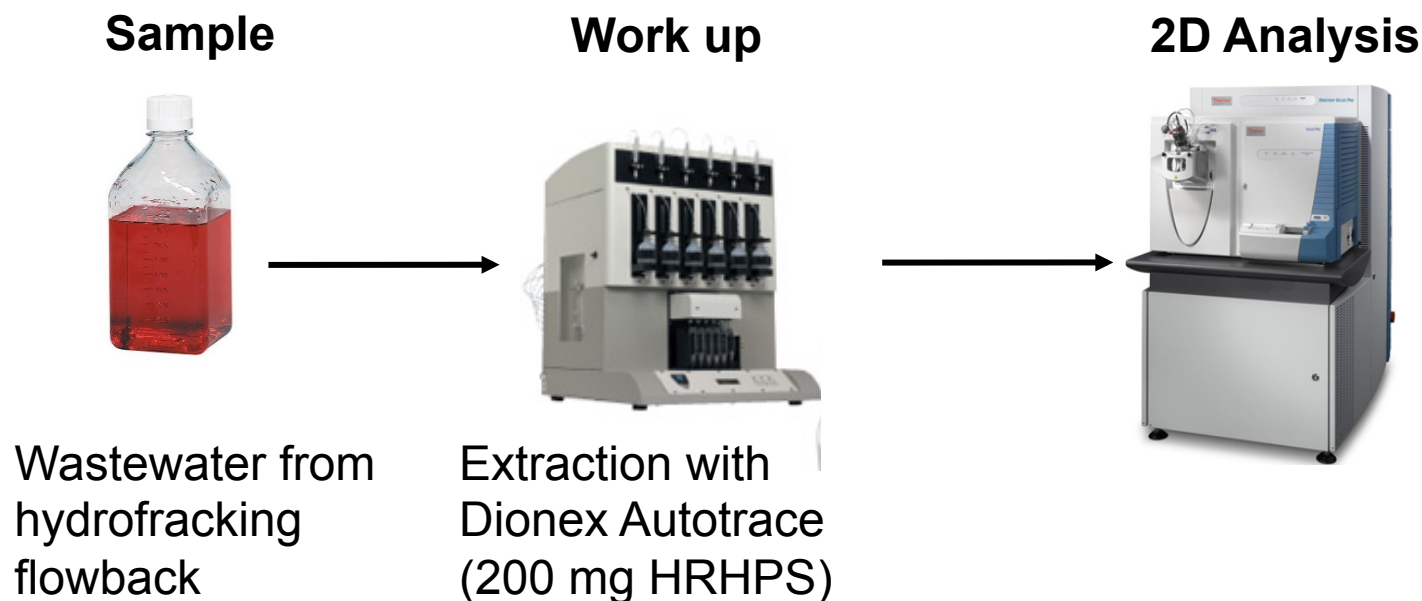 Sample
Work up
2D Analysis
Wastewater from
hydrofracking
flowback
Extraction with
Dionex Autotrace
(200 mg HRHPS)